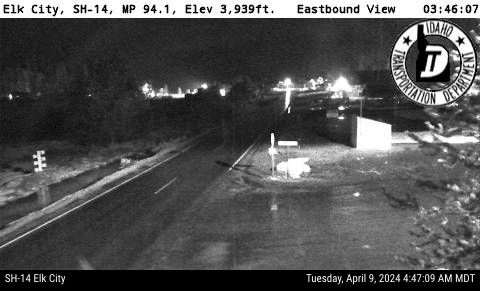 Elk City, SH-14, MP 94.1, Elev 3,939ft.   Eastbound View   03:46:07
IDAHO
TRANSPORTATION DEPARTMENT
SH-14 Elk City   Tuesday, April 9, 2024 4:47:09 AM MDT